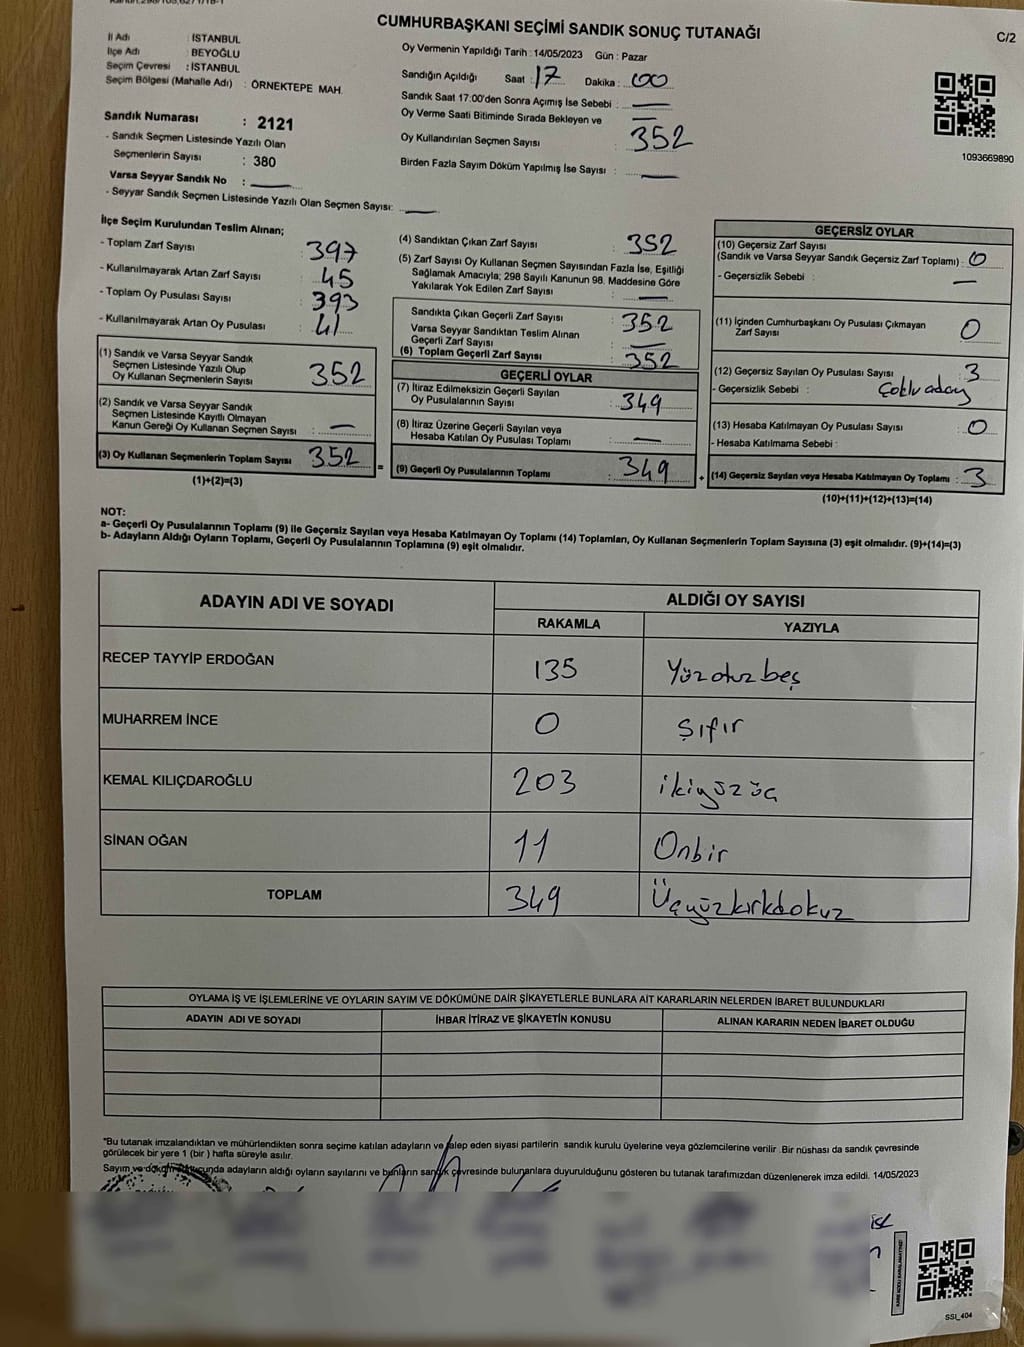 CUMHURBAŞKANI SEÇİMİ SANDIK SONUÇ TUTANAĞI
C/2
İl Adı : İSTANBUL
İlçe Adı : BEYOĞLU
Seçim Çevresi : İSTANBUL
Seçim Bölgesi (Mahalle Adı) : ÖRNEKTEPE MAH.
Sandık Numarası : 2121
- Sandık Seçmen Listesinde Yazılı Olan
Seçmenlerin Sayısı : 380
Varsa Seyyar Sandık No :
- Seyyar Sandık Seçmen Listesinde Yazılı Olan Seçmen Sayısı:
Oy Vermenin Yapıldığı Tarih : 14/05/2023 Gün : Pazar
Sandığın Açıldığı Saat : 17 Dakika : 00
Sandık Saat 17:00'den Sonra Açımış İse Sebebi :
Oy Verme Saati Bitiminde Sırada Bekleyen ve
Oy Kullandırılan Seçmen Sayısı : 352
Birden Fazla Sayım Döküm Yapılmış İse Sayısı :
1093669890
İlçe Seçim Kurulundan Teslim Alınan;
- Toplam Zarf Sayısı : 397
- Kullanılmayarak Artan Zarf Sayısı : 45
- Toplam Oy Pusulası Sayısı : 393
- Kullanılmayarak Artan Oy Pusulası : 41
(1) Sandık ve Varsa Seyyar Sandık
Seçmen Listesinde Yazılı Olup
Oy Kullanan Seçmenlerin Sayısı : 352
(2) Sandık ve Varsa Seyyar Sandık
Seçmen Listesinde Kayıtlı Olmayan
Kanun Gereği Oy Kullanan Seçmen Sayısı :
(3) Oy Kullanan Seçmenlerin Toplam Sayısı : 352
(1)+(2)=(3)
(4) Sandıktan Çıkan Zarf Sayısı : 352
(5) Zarf Sayısı Oy Kullanan Seçmen Sayısından Fazla İse, Eşitliği
Sağlamak Amacıyla; 298 Sayılı Kanunun 98. Maddesine Göre
Yakılarak Yok Edilen Zarf Sayısı :
Sandıkta Çıkan Geçerli Zarf Sayısı : 352
Varsa Seyyar Sandıktan Teslim Alınan
Geçerli Zarf Sayısı :
(6) Toplam Geçerli Zarf Sayısı : 352
GEÇERLİ OYLAR
(7) İtiraz Edilmeksizin Geçerli Sayılan
Oy Pusulalarının Sayısı : 349
(8) İtiraz Üzerine Geçerli Sayılan veya
Hesaba Katılan Oy Pusulası Toplamı :
= (9) Geçerli Oy Pusulalarının Toplamı : 349
GEÇERSİZ OYLAR
(10) Geçersiz Zarf Sayısı
(Sandık ve Varsa Seyyar Sandık Geçersiz Zarf Toplamı) : 0
- Geçersizlik Sebebi :
(11) İçinden Cumhurbaşkanı Oy Pusulası Çıkmayan
Zarf Sayısı : 0
(12) Geçersiz Sayılan Oy Pusulası Sayısı : 3
- Geçersizlik Sebebi : Çoklu aday
(13) Hesaba Katılmayan Oy Pusulası Sayısı : 0
- Hesaba Katılmama Sebebi :
+ (14) Geçersiz Sayılan veya Hesaba Katılmayan Oy Toplamı : 3
(10)+(11)+(12)+(13)=(14)
NOT:
a- Geçerli Oy Pusulalarının Toplamı (9) ile Geçersiz Sayılan veya Hesaba Katılmayan Oy Toplamı (14) Toplamları, Oy Kullanan Seçmenlerin Toplam Sayısına (3) eşit olmalıdır. (9)+(14)=(3)
b- Adayların Aldığı Oyların Toplamı, Geçerli Oy Pusulalarının Toplamına (9) eşit olmalıdır.
ADAYIN ADI VE SOYADI ALDIĞI OY SAYISI
RAKAMLA YAZIYLA
RECEP TAYYİP ERDOĞAN 135 Yüzotuzbeş
MUHARREM İNCE 0 Şıfır
KEMAL KILIÇDAROĞLU 203 ikiyüzüç
SİNAN OĞAN 11 Onbir
TOPLAM 349 Üçyüzkırkdokuz
OYLAMA İŞ VE İŞLEMLERİNE VE OYLARIN SAYIM VE DÖKÜMÜNE DAİR ŞİKAYETLERLE BUNLARA AİT KARARLARIN NELERDEN İBARET BULUNDUKLARI
ADAYIN ADI VE SOYADI İHBAR İTİRAZ VE ŞİKAYETİN KONUSU ALINAN KARARIN NEDEN İBARET OLDUĞU
*Bu tutanak imzalandıktan ve mühürlendikten sonra seçime katılan adayların ve talep eden siyasi partilerin sandık kurulu üyelerine veya gözlemcilerine verilir .Bir nüshası da sandık çevresinde
görülecek bir yere 1 (bir ) hafta süreyle asılır.
Sayım ve döküm sonucunda adayların aldığı oyların sayılarını ve bunların sandık çevresinde bulunanlara duyurulduğunu gösteren bu tutanak tarafımızdan düzenlenerek imza edildi. 14/05/2023
SSI_404